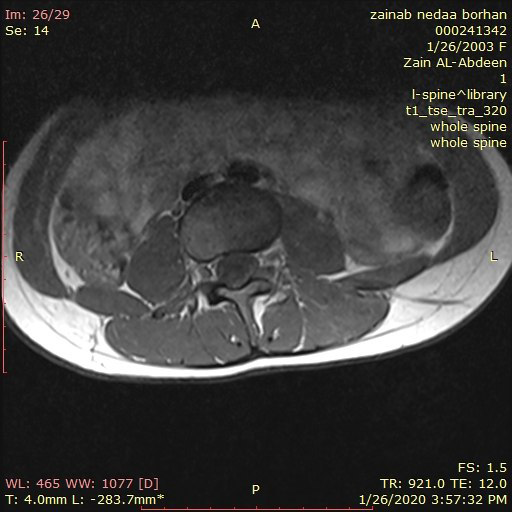 Im: 26/29
Se: 14
A
zainab nedaa borhan
000241342
1/26/2003 F
Zain AL-Abdeen
1
l-spine^library
t1_tse_tra_320
whole spine
whole spine
R
L
WL: 465 WW: 1077 [D]
T: 4.0mm L: -283.7mm*
P
FS: 1.5
TR: 921.0 TE: 12.0
1/26/2020 3:57:32 PM